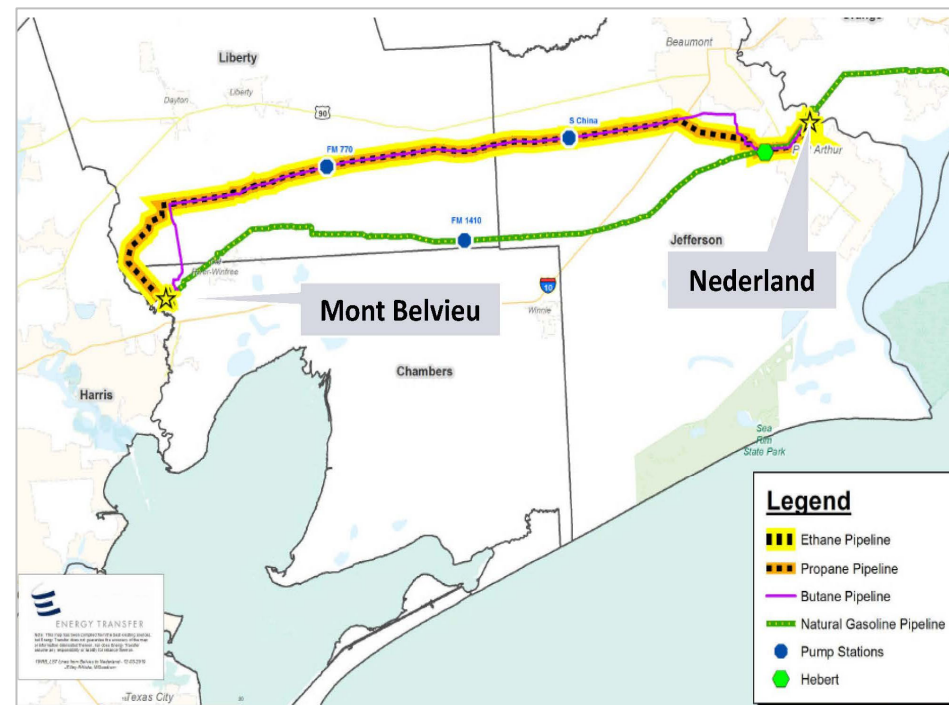 Orange
Beaumont
Liberty
Dayton
Liberty
90
S China
FM 770
Arthur
FM 1410
Jefferson
Nederland
10
Mont Belvieu
Winnie
Chambers
Harris
Sea
Rim
State Park
Legend
Ethane Pipeline
Propane Pipeline
Butane Pipeline
Natural Gasoline Pipeline
Pump Stations
Hebert
ENERGY TRANSFER
Texas City